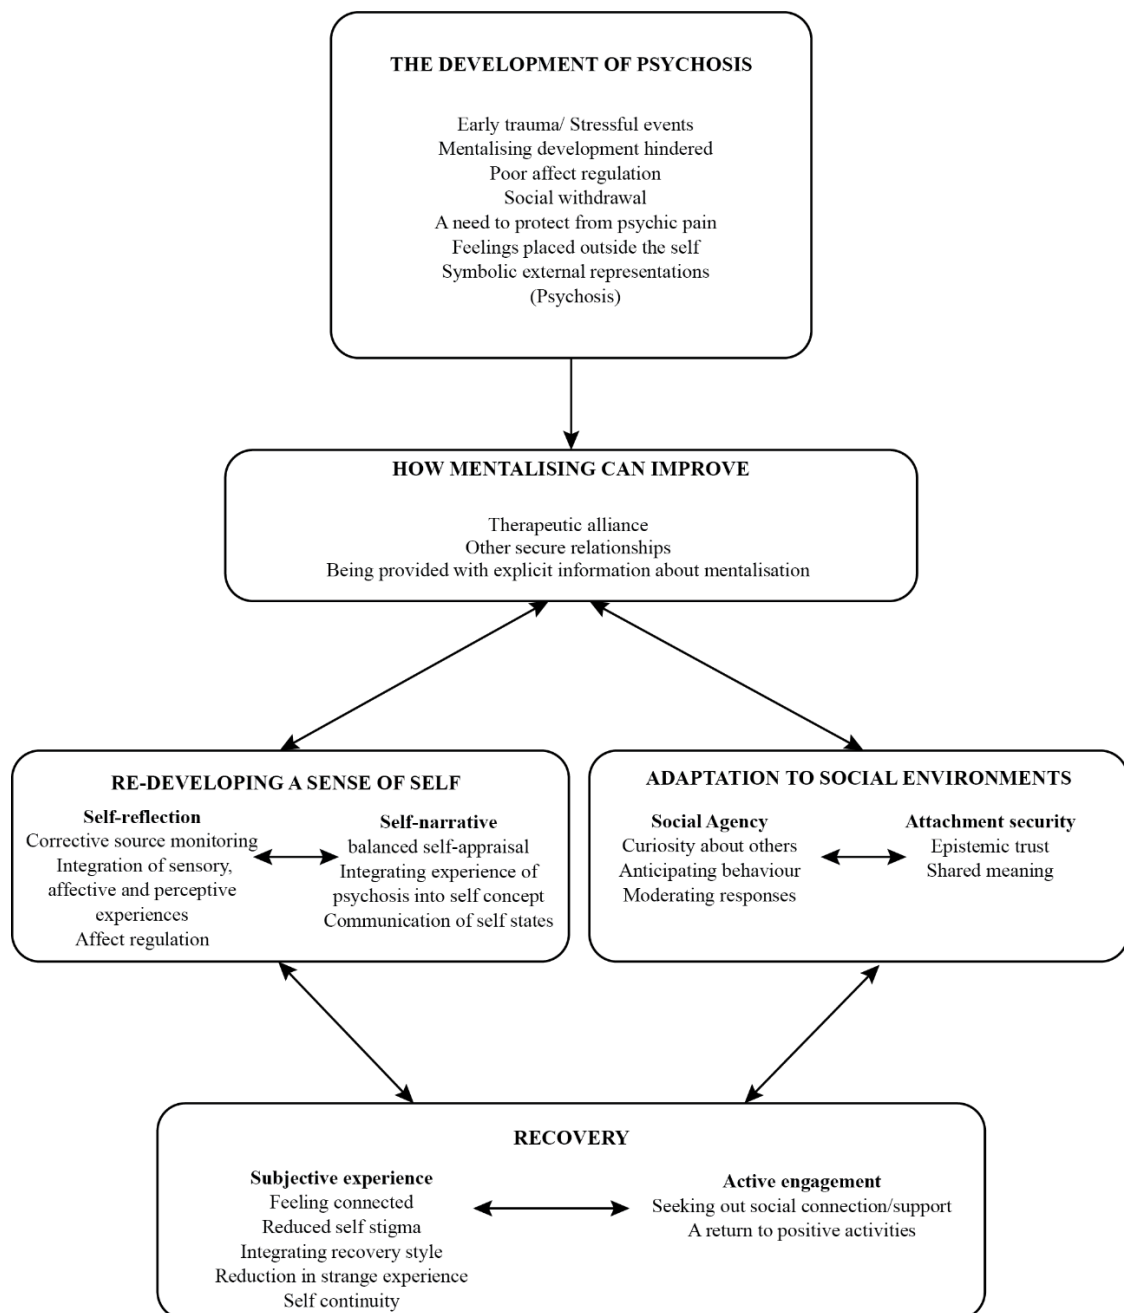 THE DEVELOPMENT OF PSYCHOSIS
Early trauma/ Stressful events
Mentalising development hindered
Poor affect regulation
Social withdrawal
A need to protect from psychic pain
Feelings placed outside the self
Symbolic external representations
(Psychosis)
HOW MENTALISING CAN IMPROVE
Therapeutic alliance
Other secure relationships
Being provided with explicit information about mentalisation
RE-DEVELOPING A SENSE OF SELF
Self-reflection
Corrective source monitoring
Integration of sensory,
affective and perceptive
experiences
Affect regulation
Self-narrative
balanced self-appraisal
Integrating experience of
psychosis into self concept
Communication of self states
ADAPTATION TO SOCIAL ENVIRONMENTS
Social Agency
Curiosity about others
Anticipating behaviour
Moderating responses
Attachment security
Epistemic trust
Shared meaning
RECOVERY
Subjective experience
Feeling connected
Reduced self stigma
Integrating recovery style
Reduction in strange experience
Self continuity
Active engagement
Seeking out social connection/support
A return to positive activities